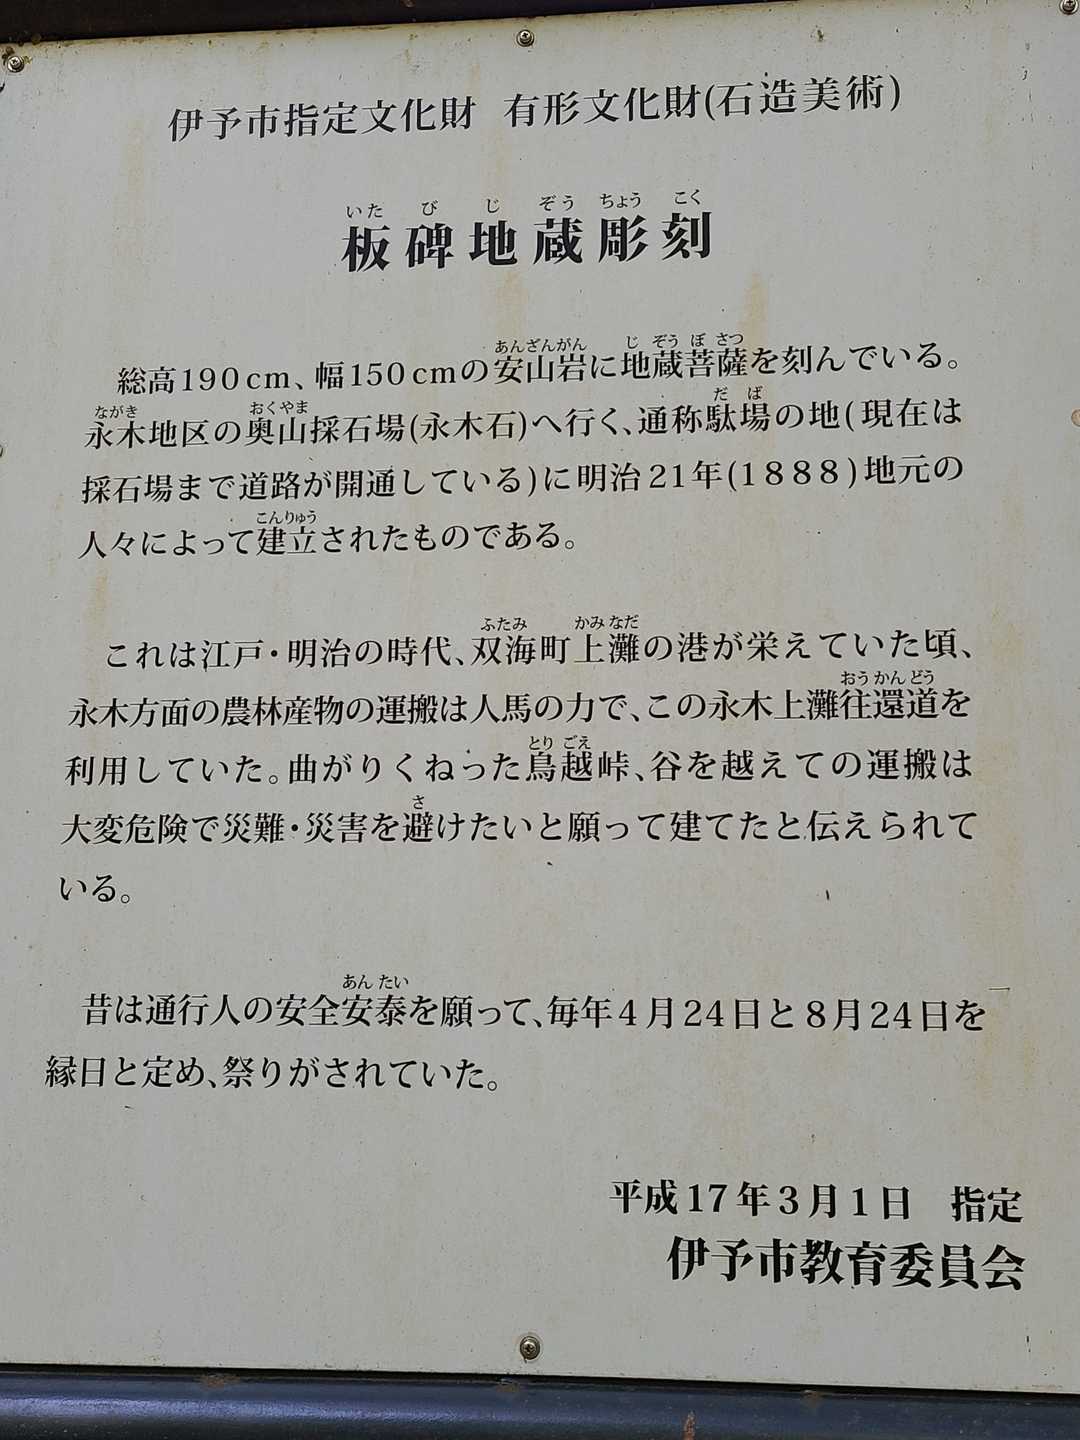 伊予市指定文化財 有形文化財(石造美術)
いた び じ ぞう ちょう こく
板碑地蔵彫刻
あんざんがん じ ぞう ぼ さつ
総高190cm、幅150cmの安山岩に地蔵菩薩を刻んでいる。
ながき おくやま だ ば
永木地区の奥山採石場(永木石)へ行く、通称駄場の地(現在は
採石場まで道路が開通している)に明治21年(1888)地元の
こんりゅう
人々によって建立されたものである。
ふたみ かみ なだ
これは江戸・明治の時代、双海町上灘の港が栄えていた頃、
おう かん どう
永木方面の農林産物の運搬は人馬の力で、この永木上灘往還道を
とり ごえ
利用していた。曲がりくねった鳥越峠、谷を越えての運搬は
さ
大変危険で災難・災害を避けたいと願って建てたと伝えられて
いる。
あん たい
昔は通行人の安全安泰を願って、毎年4月24日と8月24日を
縁日と定め、祭りがされていた。
平成17年3月1日 指定
伊予市教育委員会